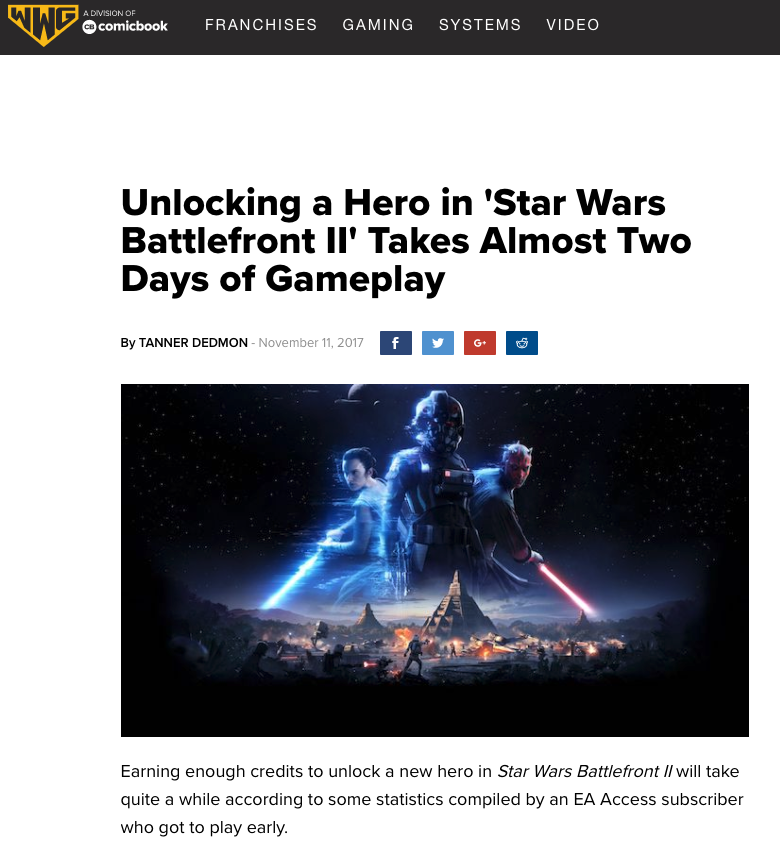 WWG A DIVISION OF
CB comicbook
FRANCHISES GAMING SYSTEMS VIDEO
Unlocking a Hero in 'Star Wars
Battlefront II' Takes Almost Two
Days of Gameplay
By TANNER DEDMON - November 11, 2017 f G+
Earning enough credits to unlock a new hero in Star Wars Battlefront II will take
quite a while according to some statistics compiled by an EA Access subscriber
who got to play early.